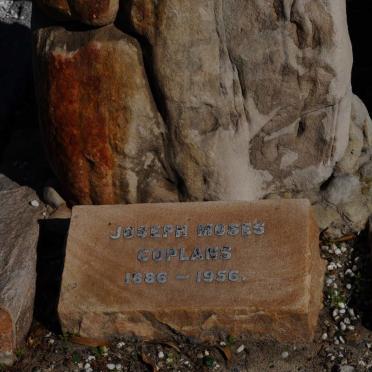 JOSEPH MOSES
COPLANS
1886 - 1956.